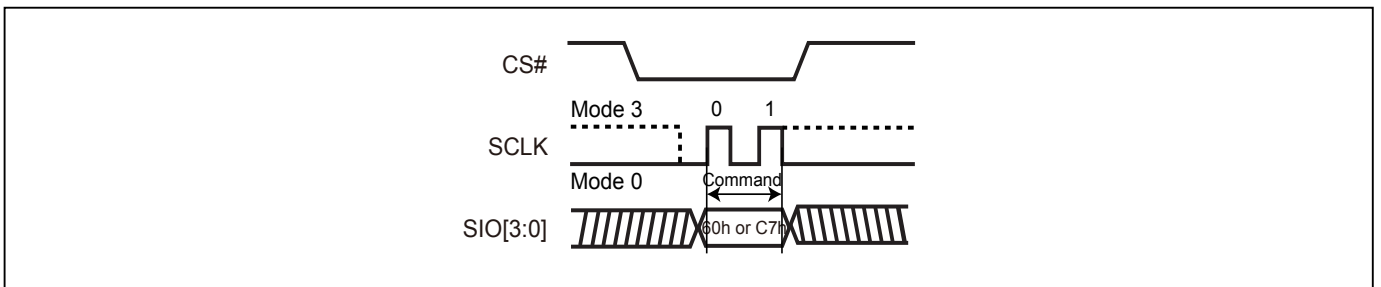 CS#
Mode 3 0 1
SCLK
Mode 0 Command
SIO[3:0] 60h or C7h